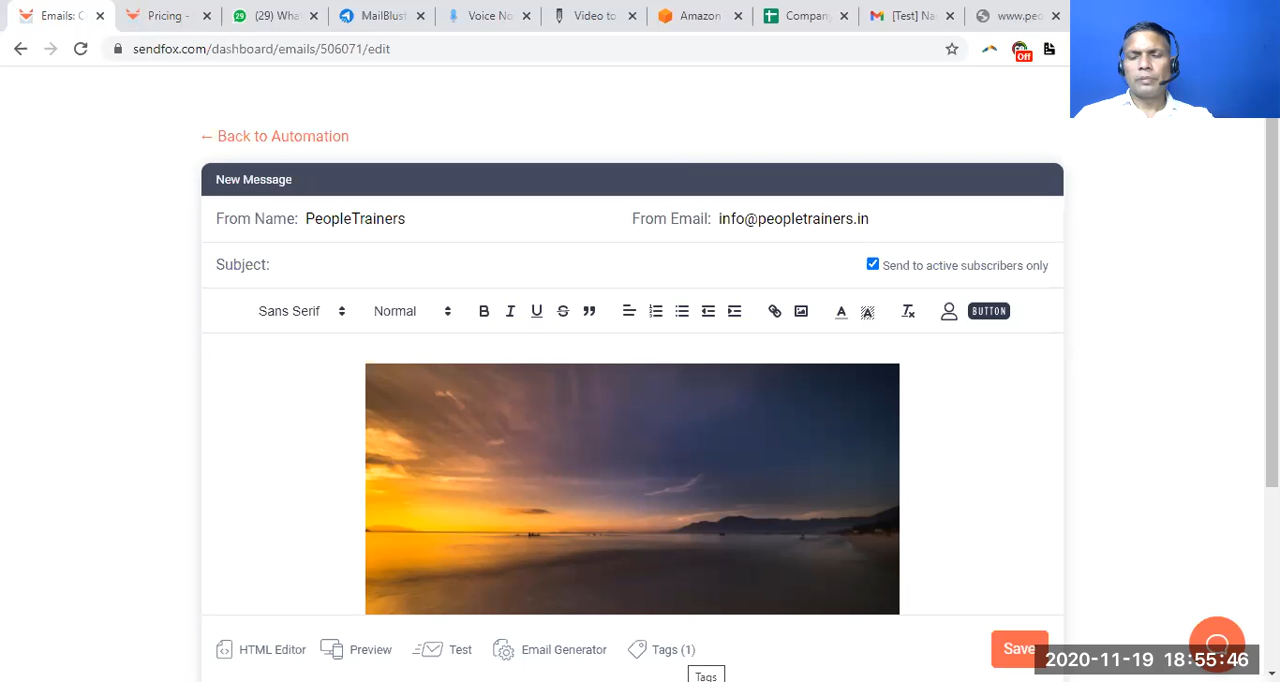 Emails: C
Pricing -
(29) Wha
MailBlust
Voice No
Video to
Amazon
Compan
[Test] Na
www.peo
sendfox.com/dashboard/emails/506071/edit
Off
← Back to Automation
New Message
From Name: PeopleTrainers From Email: info@peopletrainers.in
Subject: Send to active subscribers only
Sans Serif Normal B I U S A A BUTTON
HTML Editor Preview Test Email Generator Tags (1) Save
2020-11-19 18:55:46
Tags